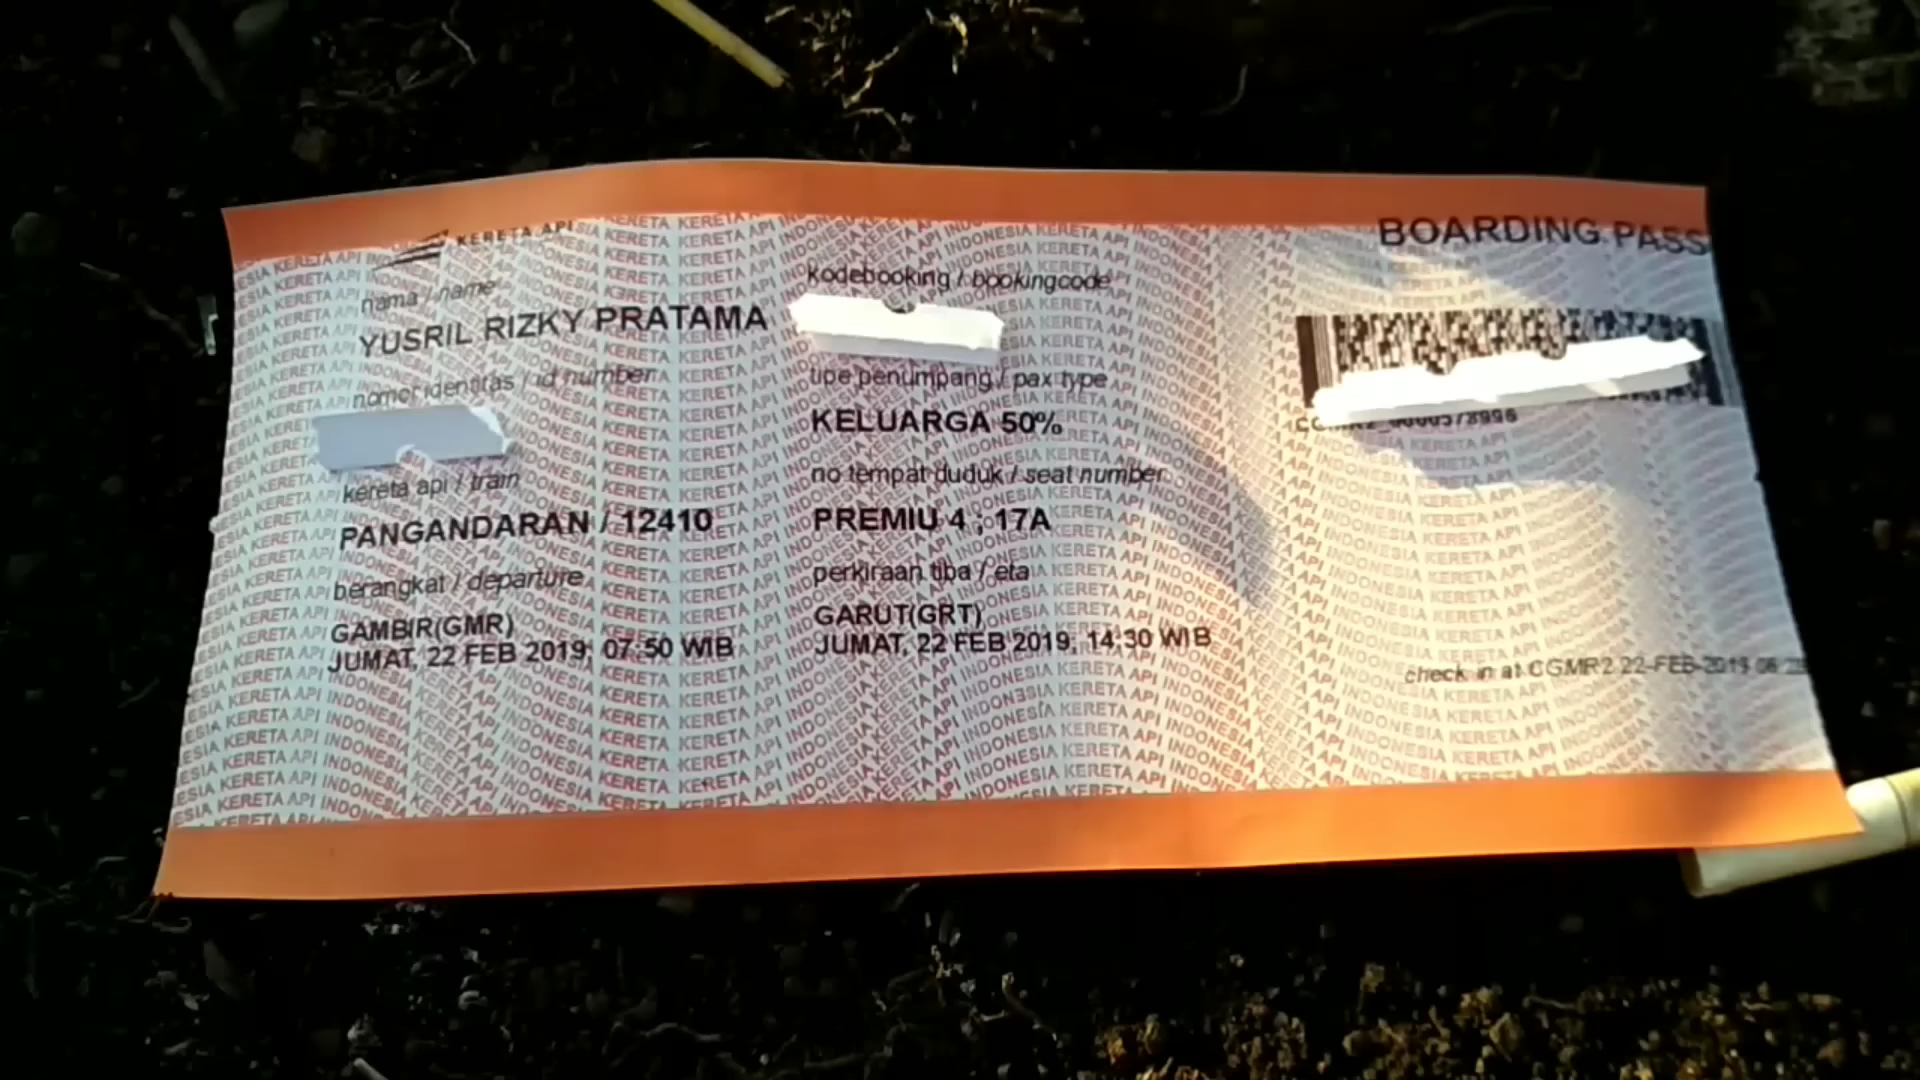 KERETA API
BOARDING PASS
nama / name
YUSRIL RIZKY PRATAMA
kodebooking / bookingcode
nomor identitas / id number
tipe penumpang / pax type
KELUARGA 50%
kereta api / train
PANGANDARAN / 12410
no tempat duduk / seat number
PREMIU 4 ; 17A
berangkat / departure
GAMBIR(GMR)
JUMAT, 22 FEB 2019, 07:50 WIB
perkiraan tiba / eta
GARUT(GRT)
JUMAT, 22 FEB 2019, 14:30 WIB
check in at CGMR2 22-FEB-2019